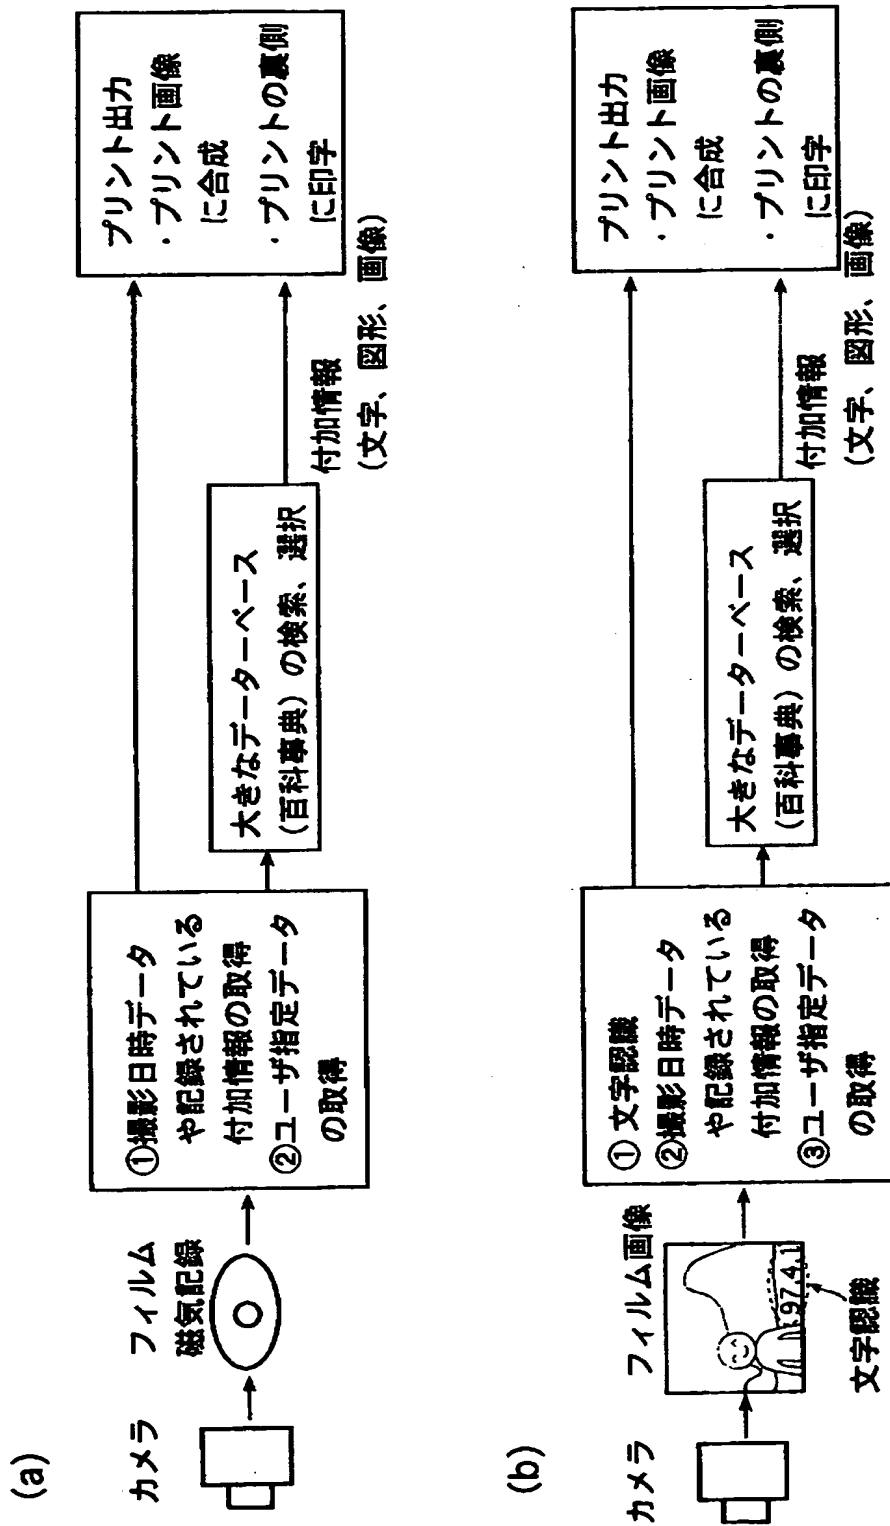 (a)
カメラ
フィルム
磁気記録
①撮影日時データ
や記録されている
付加情報の取得
②ユーザ指定データ
の取得
大きなデーターベース
(百科事典)の検索、選択
付加情報
(文字、図形、画像)
プリント出力
・プリント画像
に合成
・プリントの裏側
に印字
(b)
カメラ
フィルム画像
97.4.1
文字認識
①文字認識
②撮影日時データ
や記録されている
付加情報の取得
③ユーザ指定データ
の取得
大きなデーターベース
(百科事典)の検索、選択
付加情報
(文字、図形、画像)
プリント出力
・プリント画像
に合成
・プリントの裏側
に印字